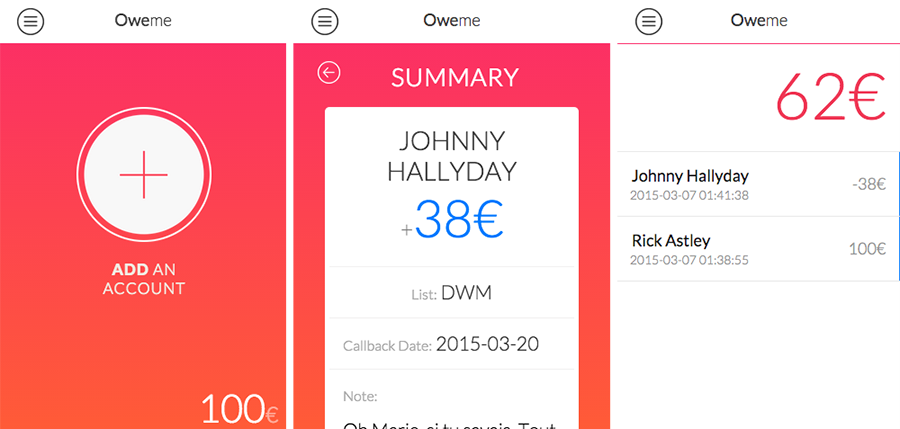 Oweme
ADD AN
ACCOUNT
100€
Oweme
SUMMARY
JOHNNY
HALLYDAY
+38€
List: DWM
Callback Date: 2015-03-20
Note:
Oh Marie, si tu savais, Tout
Oweme
62€
Johnny Hallyday
-38€
2015-03-07 01:41:38
Rick Astley
100€
2015-03-07 01:38:55